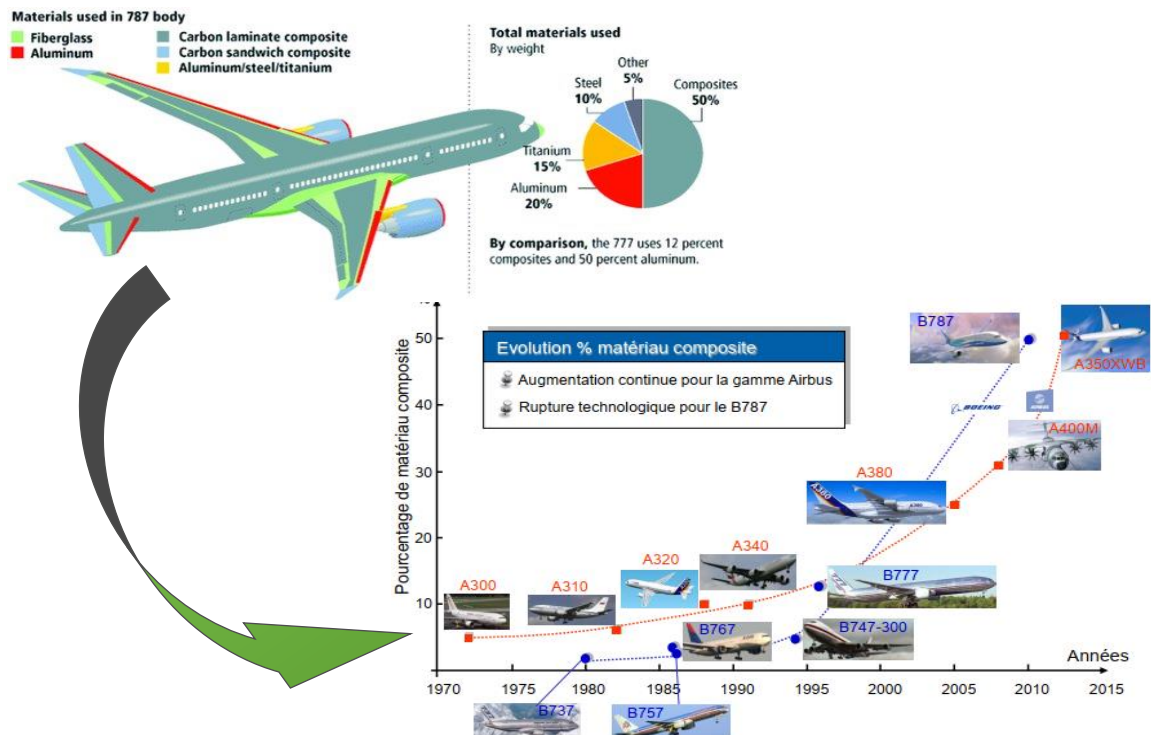 Materials used in 787 body
Fiberglass
Aluminum
Carbon laminate composite
Carbon sandwich composite
Aluminum/steel/titanium
Total materials used
By weight
Other
5%
Steel
10%
Composites
50%
Titanium
15%
Aluminum
20%
By comparison, the 777 uses 12 percent
composites and 50 percent aluminum.
Pourcentage de matériau composite
50
40
30
20
10
Evolution % matériau composite
Augmentation continue pour la gamme Airbus
Rupture technologique pour le B787
B787
A350XWB
BOEING
AIRBUS
A400M
A380
A380
A340
A320
A310
A300
B777
B767
B747-300
Années
1970
1975
1980
1985
1990
1995
2000
2005
2010
2015
B737
B757